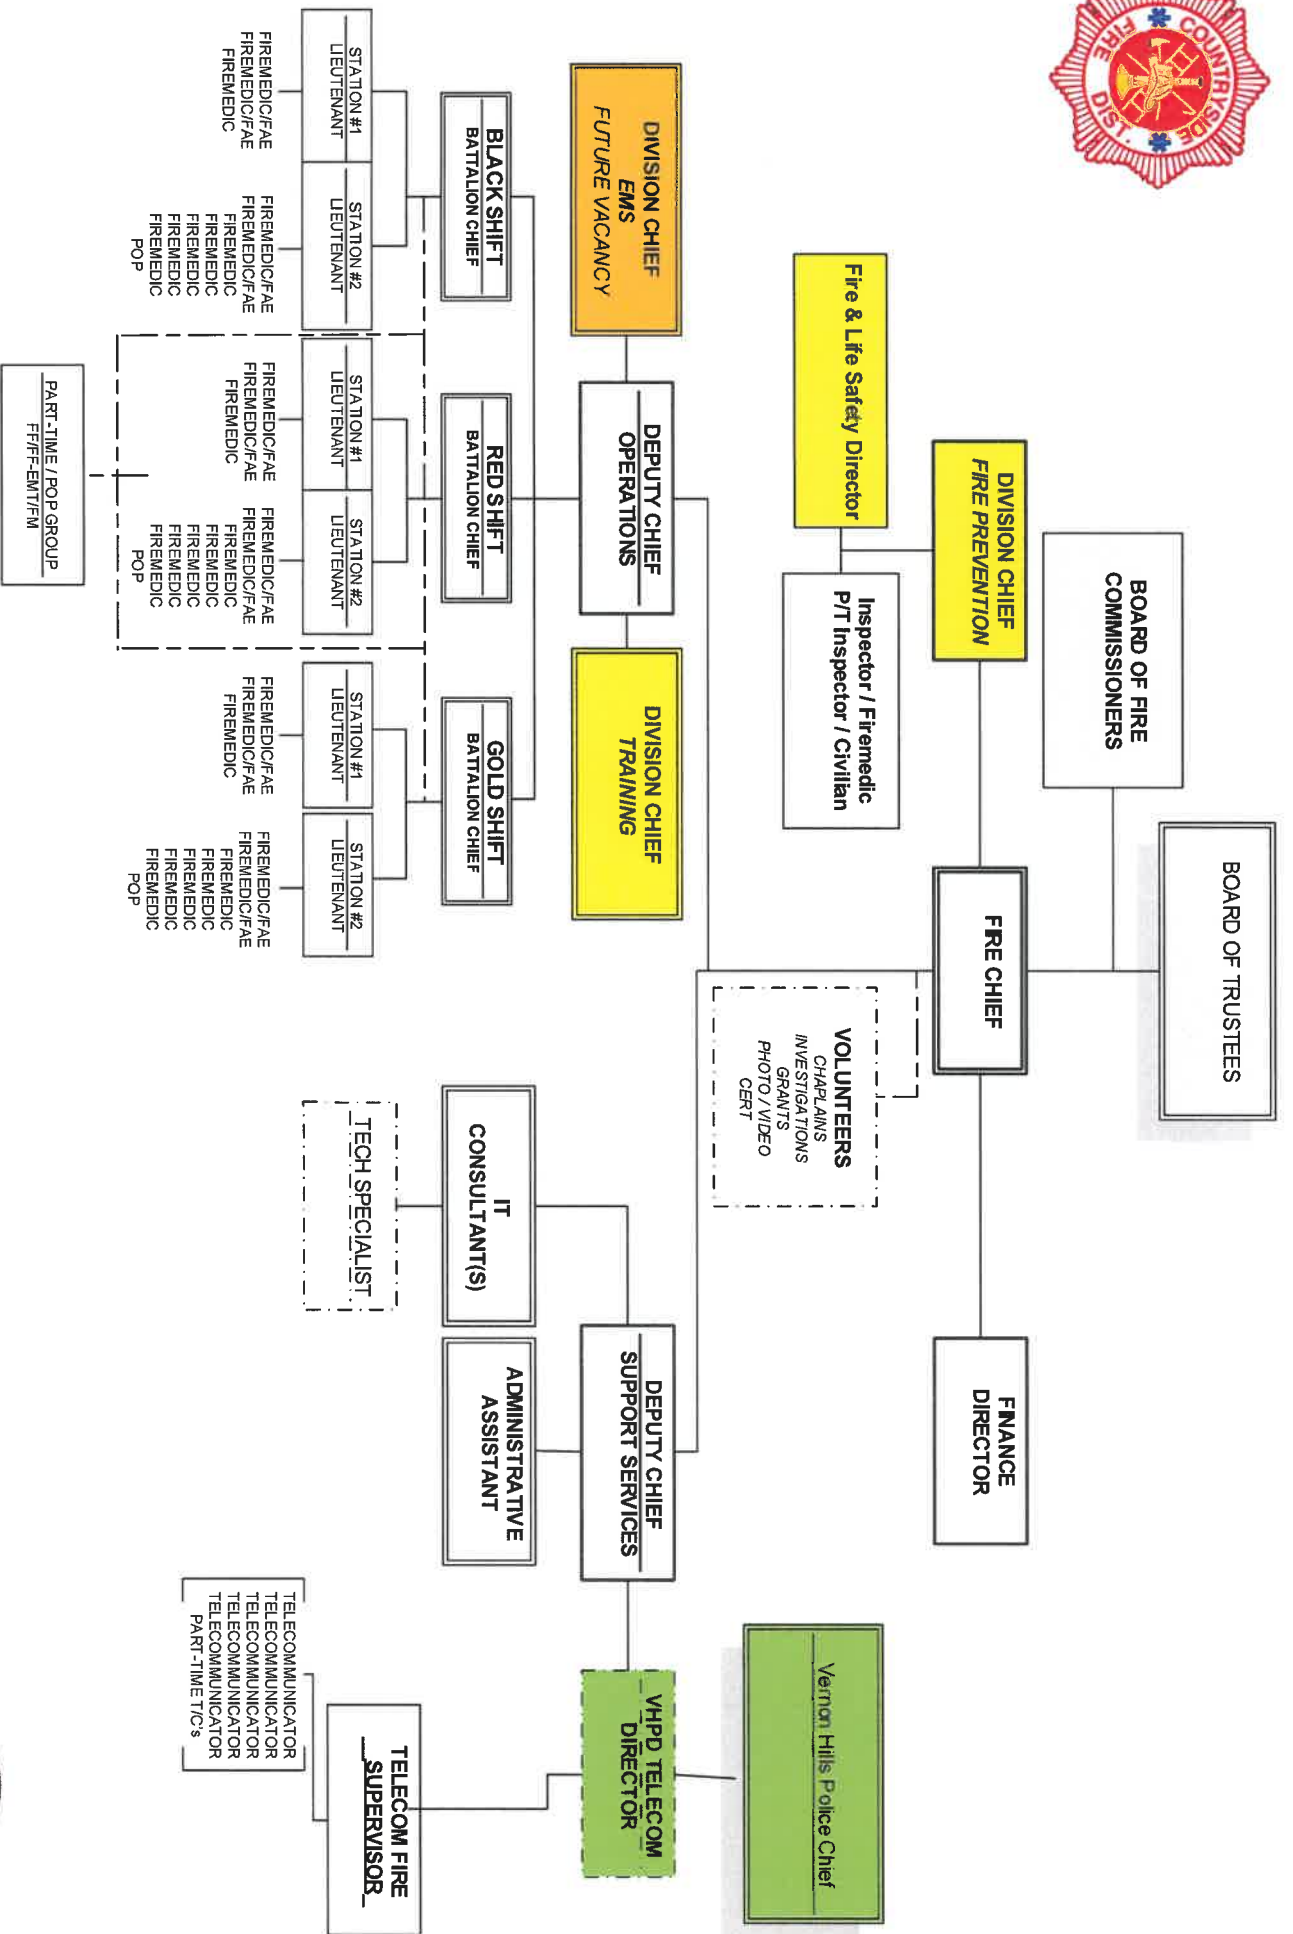 COUNTRYSIDE
FIRE
DIST.
BOARD OF TRUSTEES
BOARD OF FIRE
COMMISSIONERS
FIRE CHIEF
FINANCE
DIRECTOR
DIVISION CHIEF
FIRE PREVENTION
Fire & Life Safety Director
Inspector / Firemedic
P/T Inspector / Civilian
VOLUNTEERS
CHAPLAINS
INVESTIGATIONS
GRANTS
PHOTO / VIDEO
CERT
Vernon Hills Police Chief
DIVISION CHIEF
EMS
FUTURE VACANCY
DEPUTY CHIEF
OPERATIONS
DIVISION CHIEF
TRAINING
DEPUTY CHIEF
SUPPORT SERVICES
VHPD TELECOM
DIRECTOR
BLACK SHIFT
BATTALION CHIEF
RED SHIFT
BATTALION CHIEF
GOLD SHIFT
BATTALION CHIEF
IT
CONSULTANT(S)
ADMINISTRATIVE
ASSISTANT
TELECOM FIRE
SUPERVISOR
STATION #1
LIEUTENANT
STATION #2
LIEUTENANT
STATION #1
LIEUTENANT
STATION #2
LIEUTENANT
STATION #1
LIEUTENANT
STATION #2
LIEUTENANT
TECH SPECIALIST
FIREMEDIC/FAE
FIREMEDIC/FAE
FIREMEDIC
FIREMEDIC/FAE
FIREMEDIC/FAE
FIREMEDIC
FIREMEDIC
FIREMEDIC
FIREMEDIC
FIREMEDIC
POP
FIREMEDIC/FAE
FIREMEDIC/FAE
FIREMEDIC
FIREMEDIC/FAE
FIREMEDIC/FAE
FIREMEDIC
FIREMEDIC
FIREMEDIC
FIREMEDIC
FIREMEDIC
POP
FIREMEDIC/FAE
FIREMEDIC/FAE
FIREMEDIC
FIREMEDIC/FAE
FIREMEDIC/FAE
FIREMEDIC
FIREMEDIC
FIREMEDIC
FIREMEDIC
FIREMEDIC
POP
TELECOMMUNICATOR
TELECOMMUNICATOR
TELECOMMUNICATOR
TELECOMMUNICATOR
TELECOMMUNICATOR
PART-TIME T/C's
PART-TIME / POP GROUP
FF/FF-EMT/FM